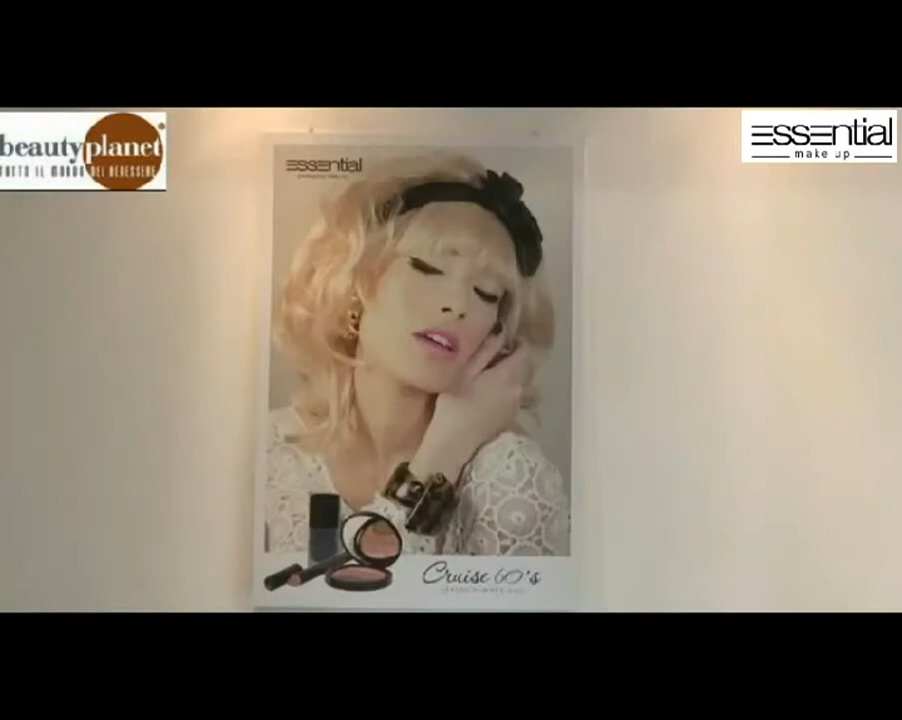 beautyplanet
TUTTO IL MONDO DEL BENESSERE
essential
make up
essential
Cruise 60's